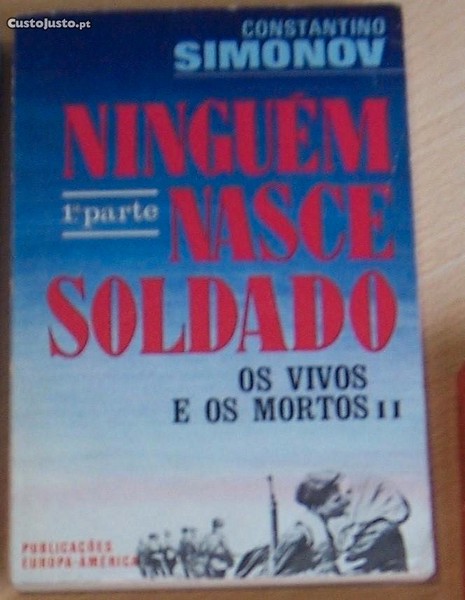 CustoJusto.pt
CONSTANTINO
SIMONOV
NINGUÉM
1ª parte NASCE
SOLDADO
OS VIVOS
E OS MORTOS II
PUBLICAÇÕES
EUROPA-AMÉRICA